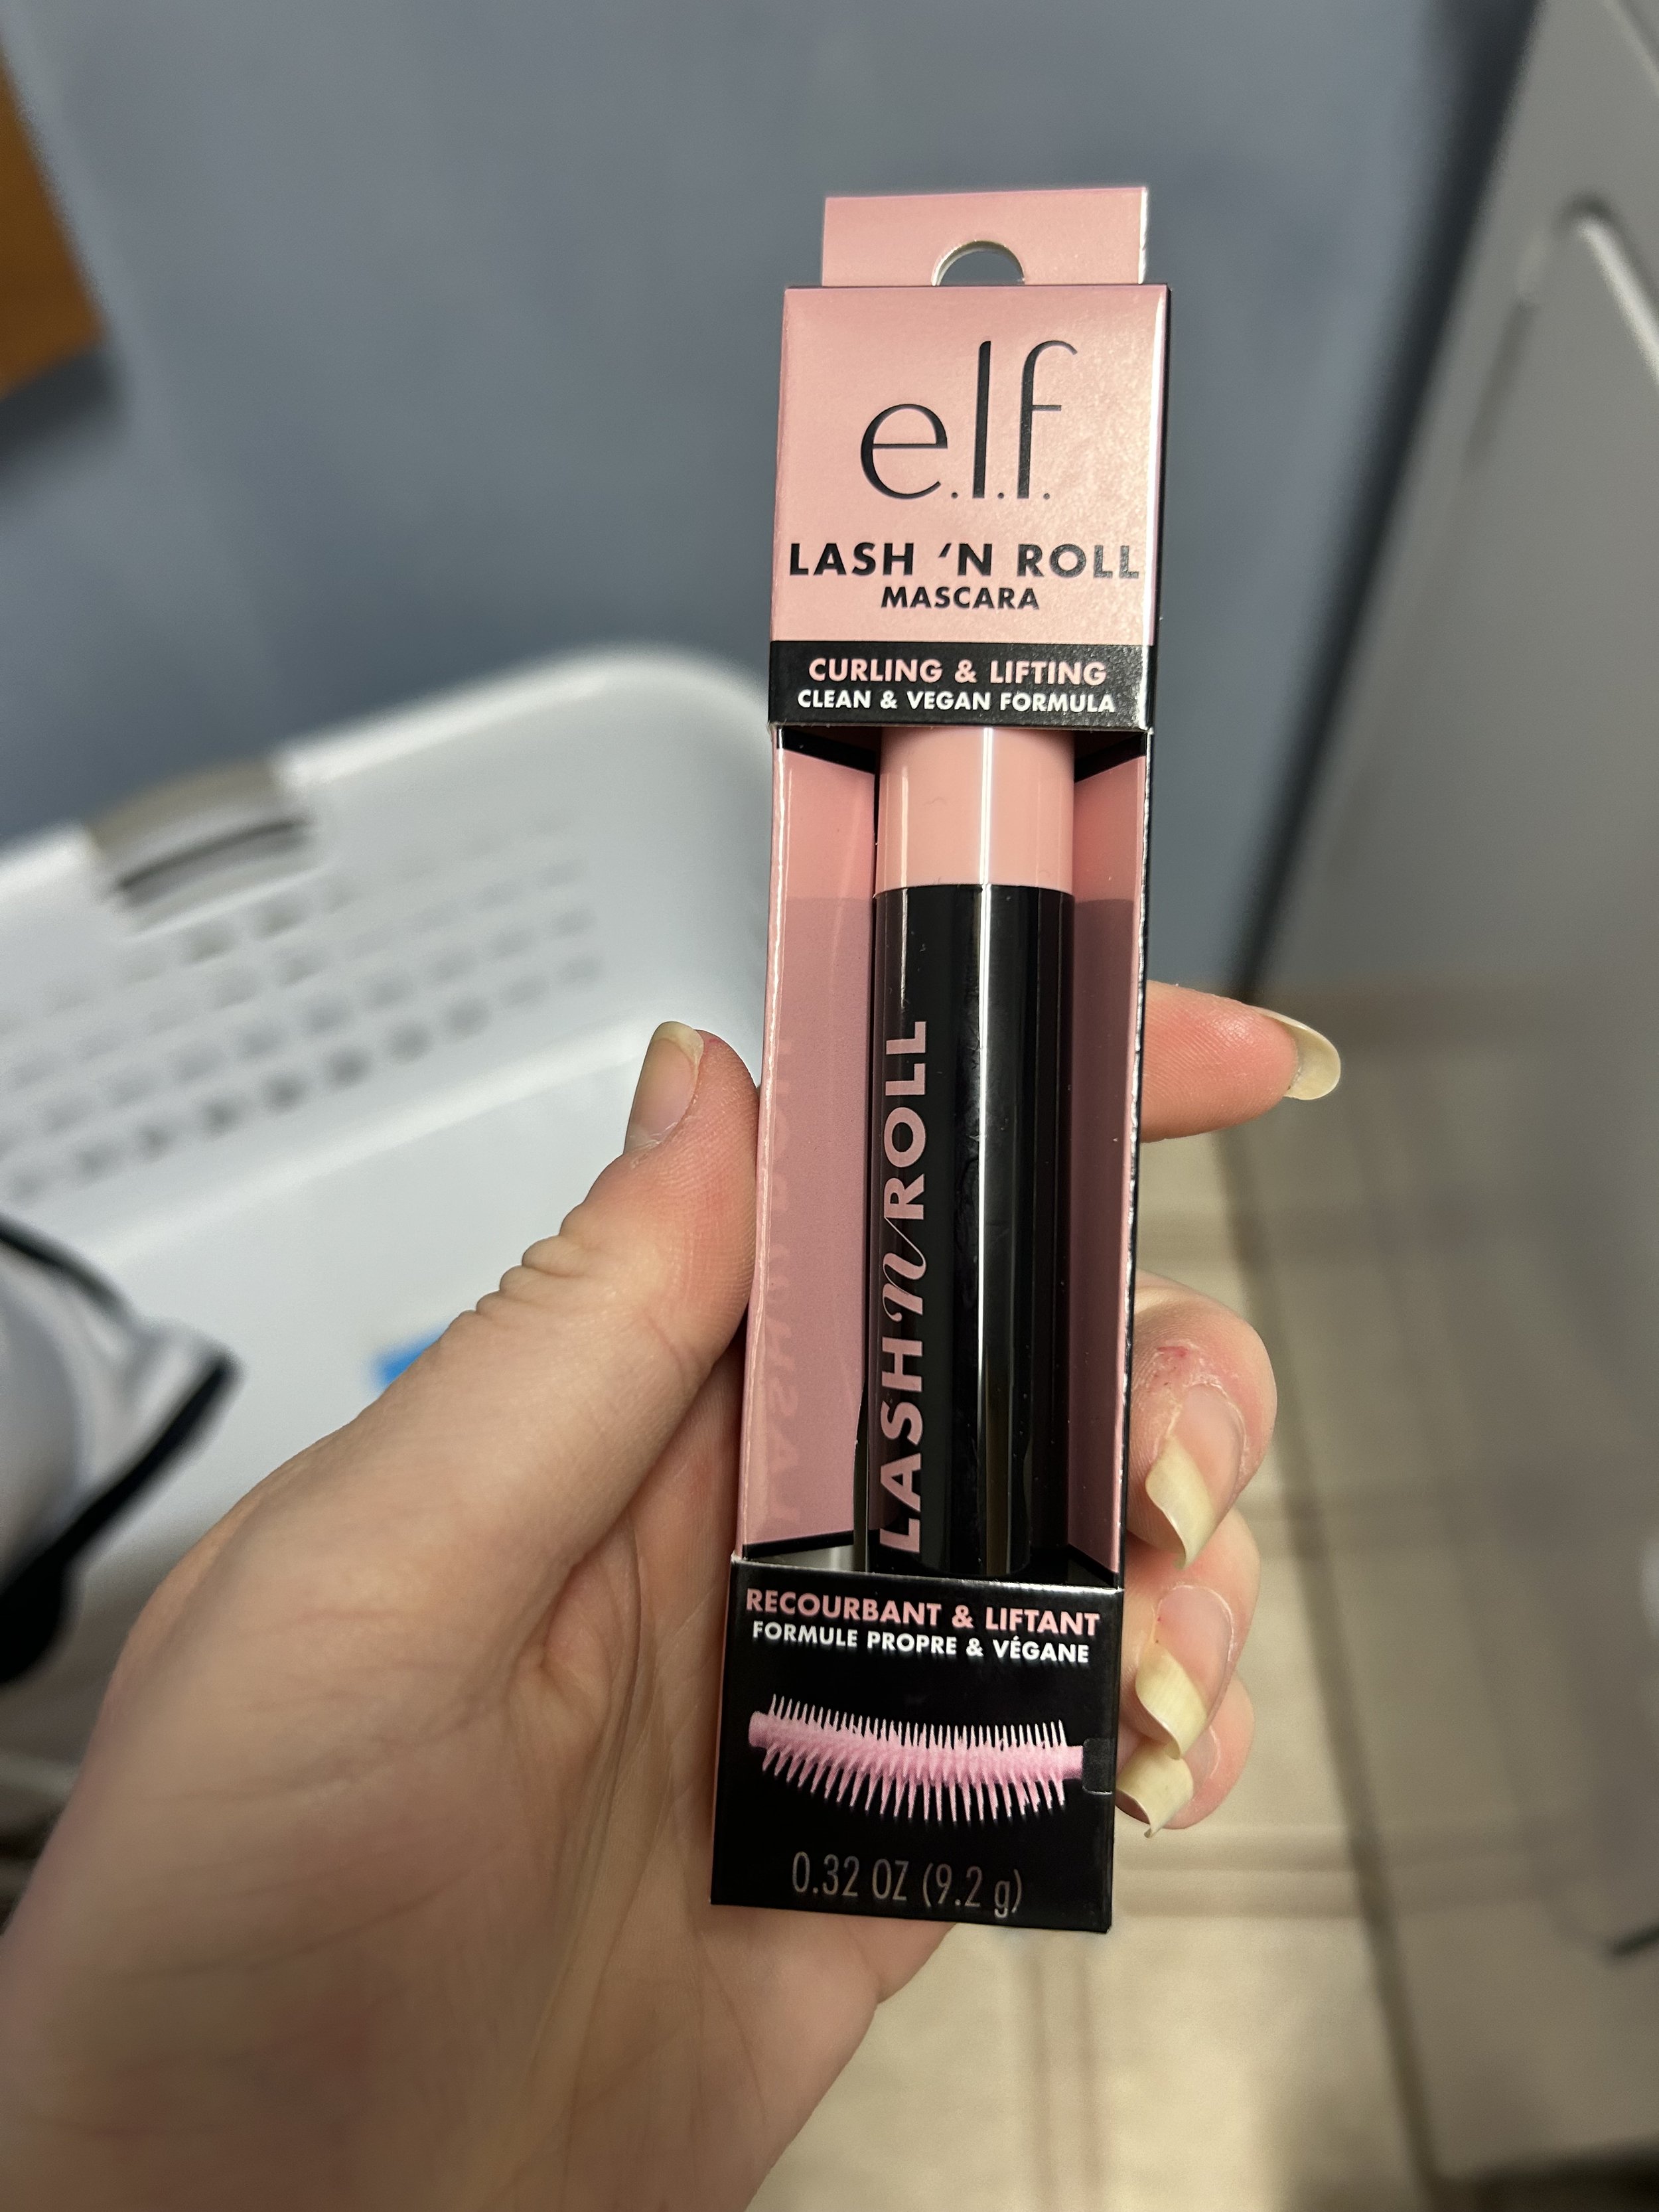 e.l.f.
LASH ‘N ROLL
MASCARA
CURLING & LIFTING
CLEAN & VEGAN FORMULA
LASH n ROLL
RECOURBANT & LIFTANT
FORMULE PROPRE & VÉGANE
0.32 OZ (9.2 g)